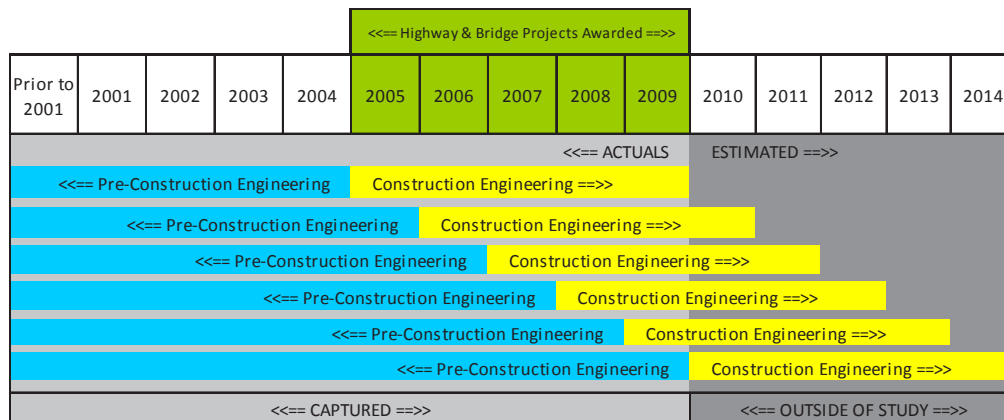 <<== Highway & Bridge Projects Awarded ==>>
Prior to
2001
2001
2002
2003
2004
2005
2006
2007
2008
2009
2010
2011
2012
2013
2014
<<== ACTUALS
ESTIMATED ==>>
<<== Pre-Construction Engineering
Construction Engineering ==>>
<<== Pre-Construction Engineering
Construction Engineering ==>>
<<== Pre-Construction Engineering
Construction Engineering ==>>
<<== Pre-Construction Engineering
Construction Engineering ==>>
<<== Pre-Construction Engineering
Construction Engineering ==>>
<<== Pre-Construction Engineering
Construction Engineering ==>>
<<== CAPTURED ==>>
<<== OUTSIDE OF STUDY ==>>